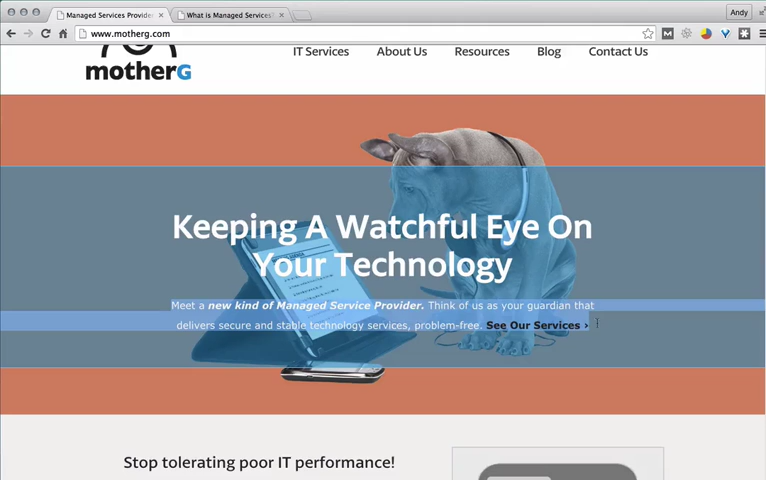 Managed Services Provider
What is Managed Services?
Andy
www.motherg.com
motherG
IT Services
About Us
Resources
Blog
Contact Us
Keeping A Watchful Eye On
Your Technology
Meet a new kind of Managed Service Provider. Think of us as your guardian that
delivers secure and stable technology services, problem-free. See Our Services ›
Stop tolerating poor IT performance!